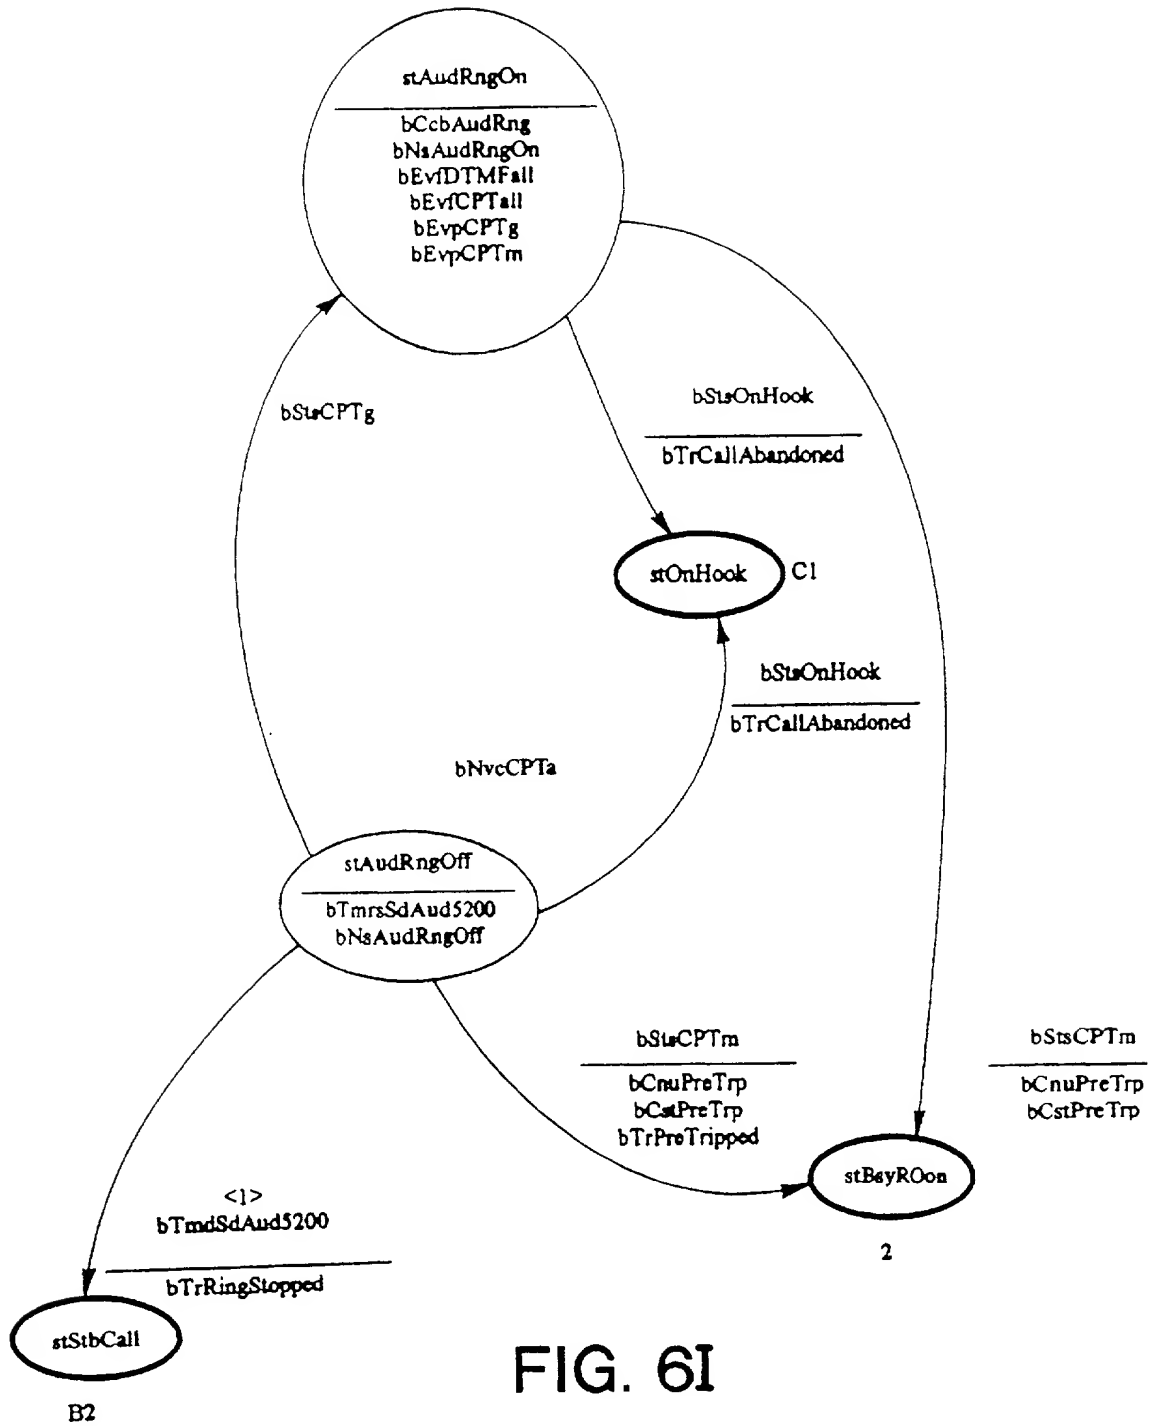 stAudRngOn
bCcbAudRng
bNsAudRngOn
bEvfDTMFall
bEvfCPTall
bEvpCPTg
bEvpCPTm
bStsCPTg
bStsOnHook
bTrCallAbandoned
stOnHook C1
bStsOnHook
bTrCallAbandoned
bNvcCPTa
stAudRngOff
bTmrsSdAud5200
bNsAudRngOff
bStsCPTm
bCnuPreTrp
bCstPreTrp
bTrPreTripped
bStsCPTm
bCnuPreTrp
bCstPreTrp
stBsyROon
2
<1>
bTmdSdAud5200
bTrRingStopped
stStbCall
B2
FIG. 6I